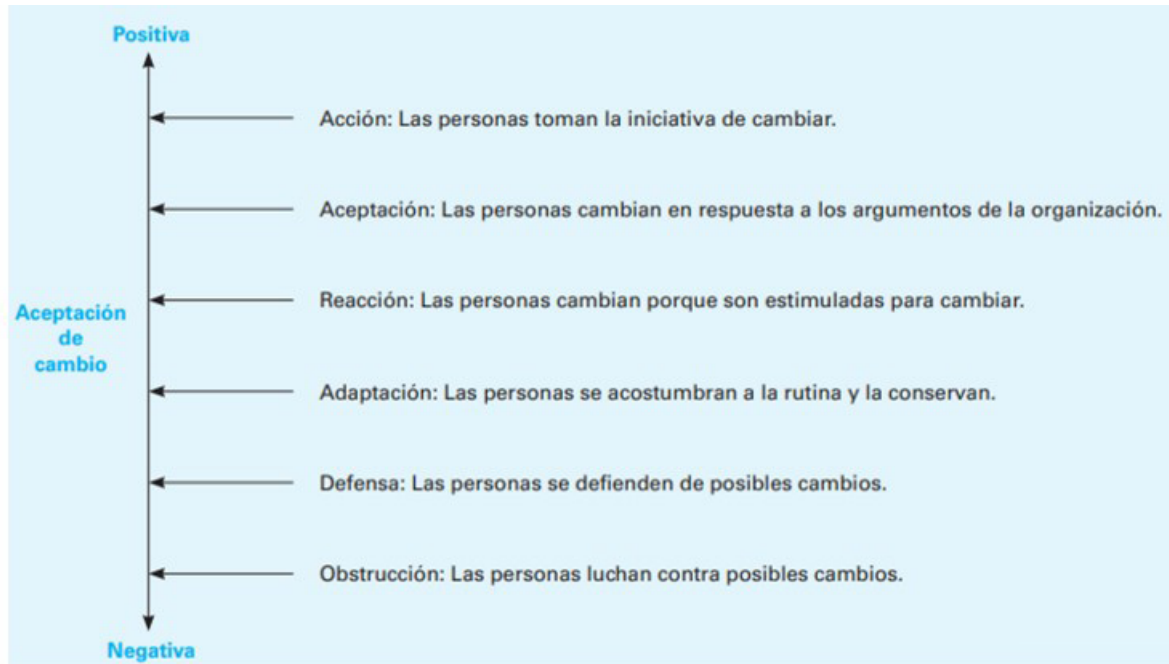 Positiva
Acción: Las personas toman la iniciativa de cambiar.
Aceptación: Las personas cambian en respuesta a los argumentos de la organización.
Reacción: Las personas cambian porque son estimuladas para cambiar.
Aceptación
de
cambio
Adaptación: Las personas se acostumbran a la rutina y la conservan.
Defensa: Las personas se defienden de posibles cambios.
Obstrucción: Las personas luchan contra posibles cambios.
Negativa